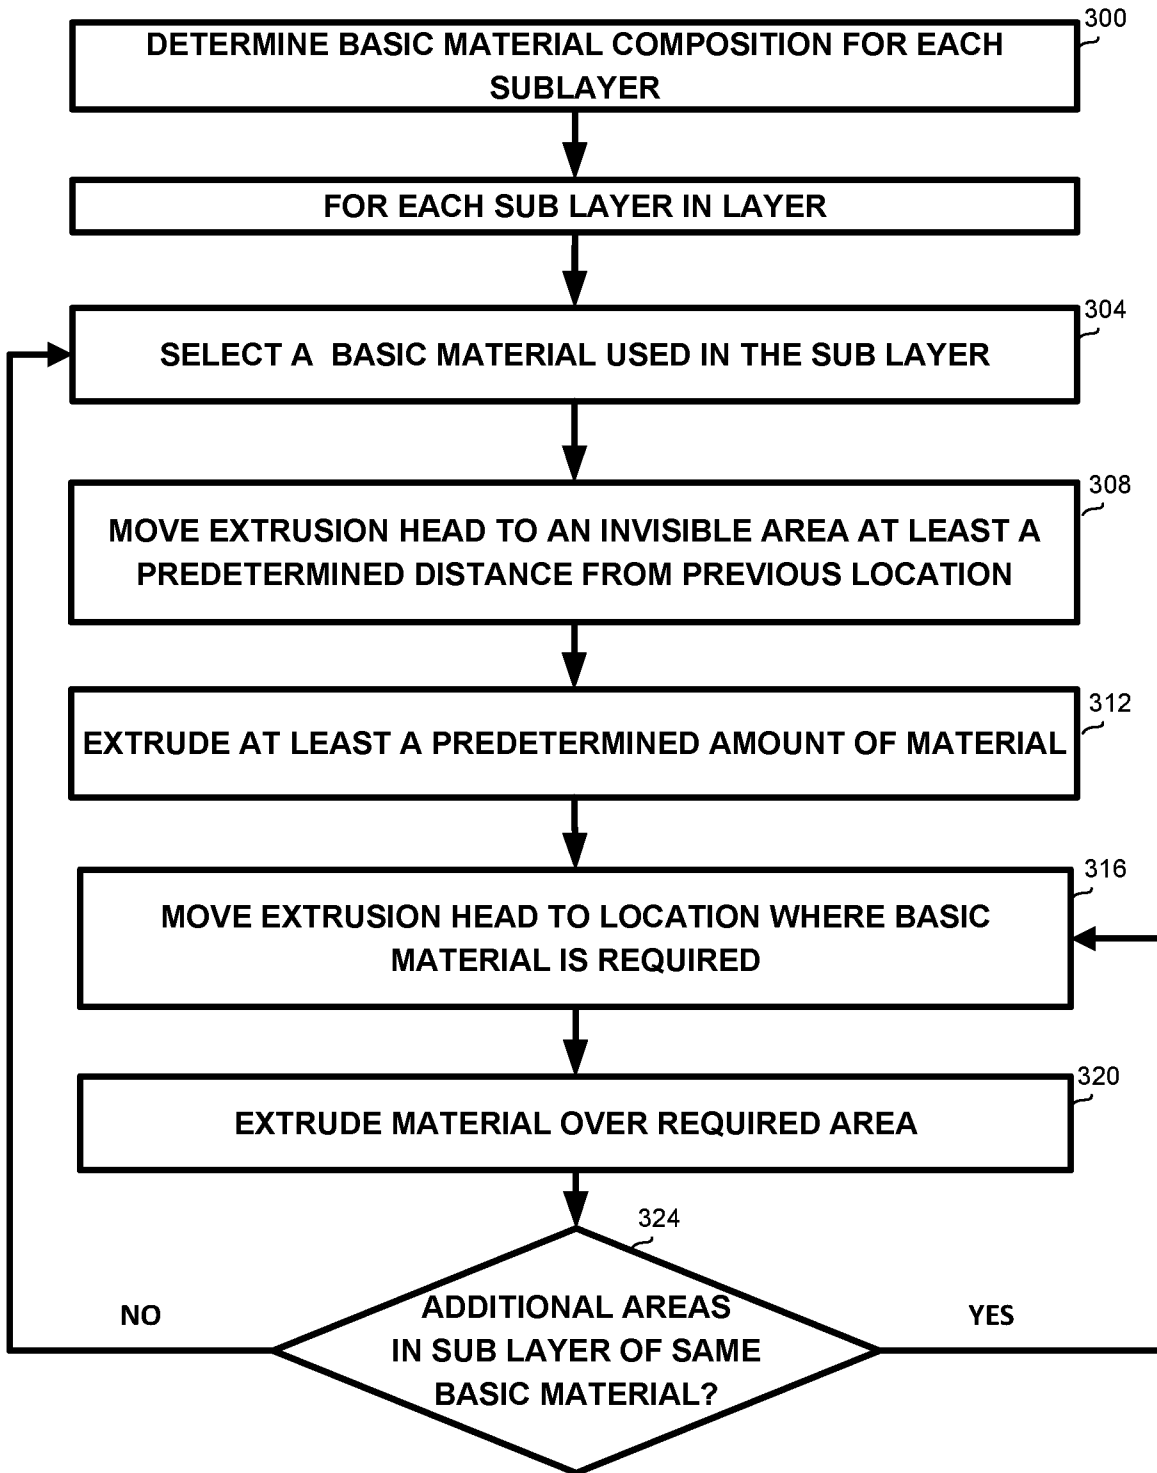 300
DETERMINE BASIC MATERIAL COMPOSITION FOR EACH
SUBLAYER
FOR EACH SUB LAYER IN LAYER
304
SELECT A  BASIC MATERIAL USED IN THE SUB LAYER
308
MOVE EXTRUSION HEAD TO AN INVISIBLE AREA AT LEAST A
PREDETERMINED DISTANCE FROM PREVIOUS LOCATION
312
EXTRUDE AT LEAST A PREDETERMINED AMOUNT OF MATERIAL
316
MOVE EXTRUSION HEAD TO LOCATION WHERE BASIC
MATERIAL IS REQUIRED
320
EXTRUDE MATERIAL OVER REQUIRED AREA
324
ADDITIONAL AREAS
IN SUB LAYER OF SAME
BASIC MATERIAL?
NO
YES